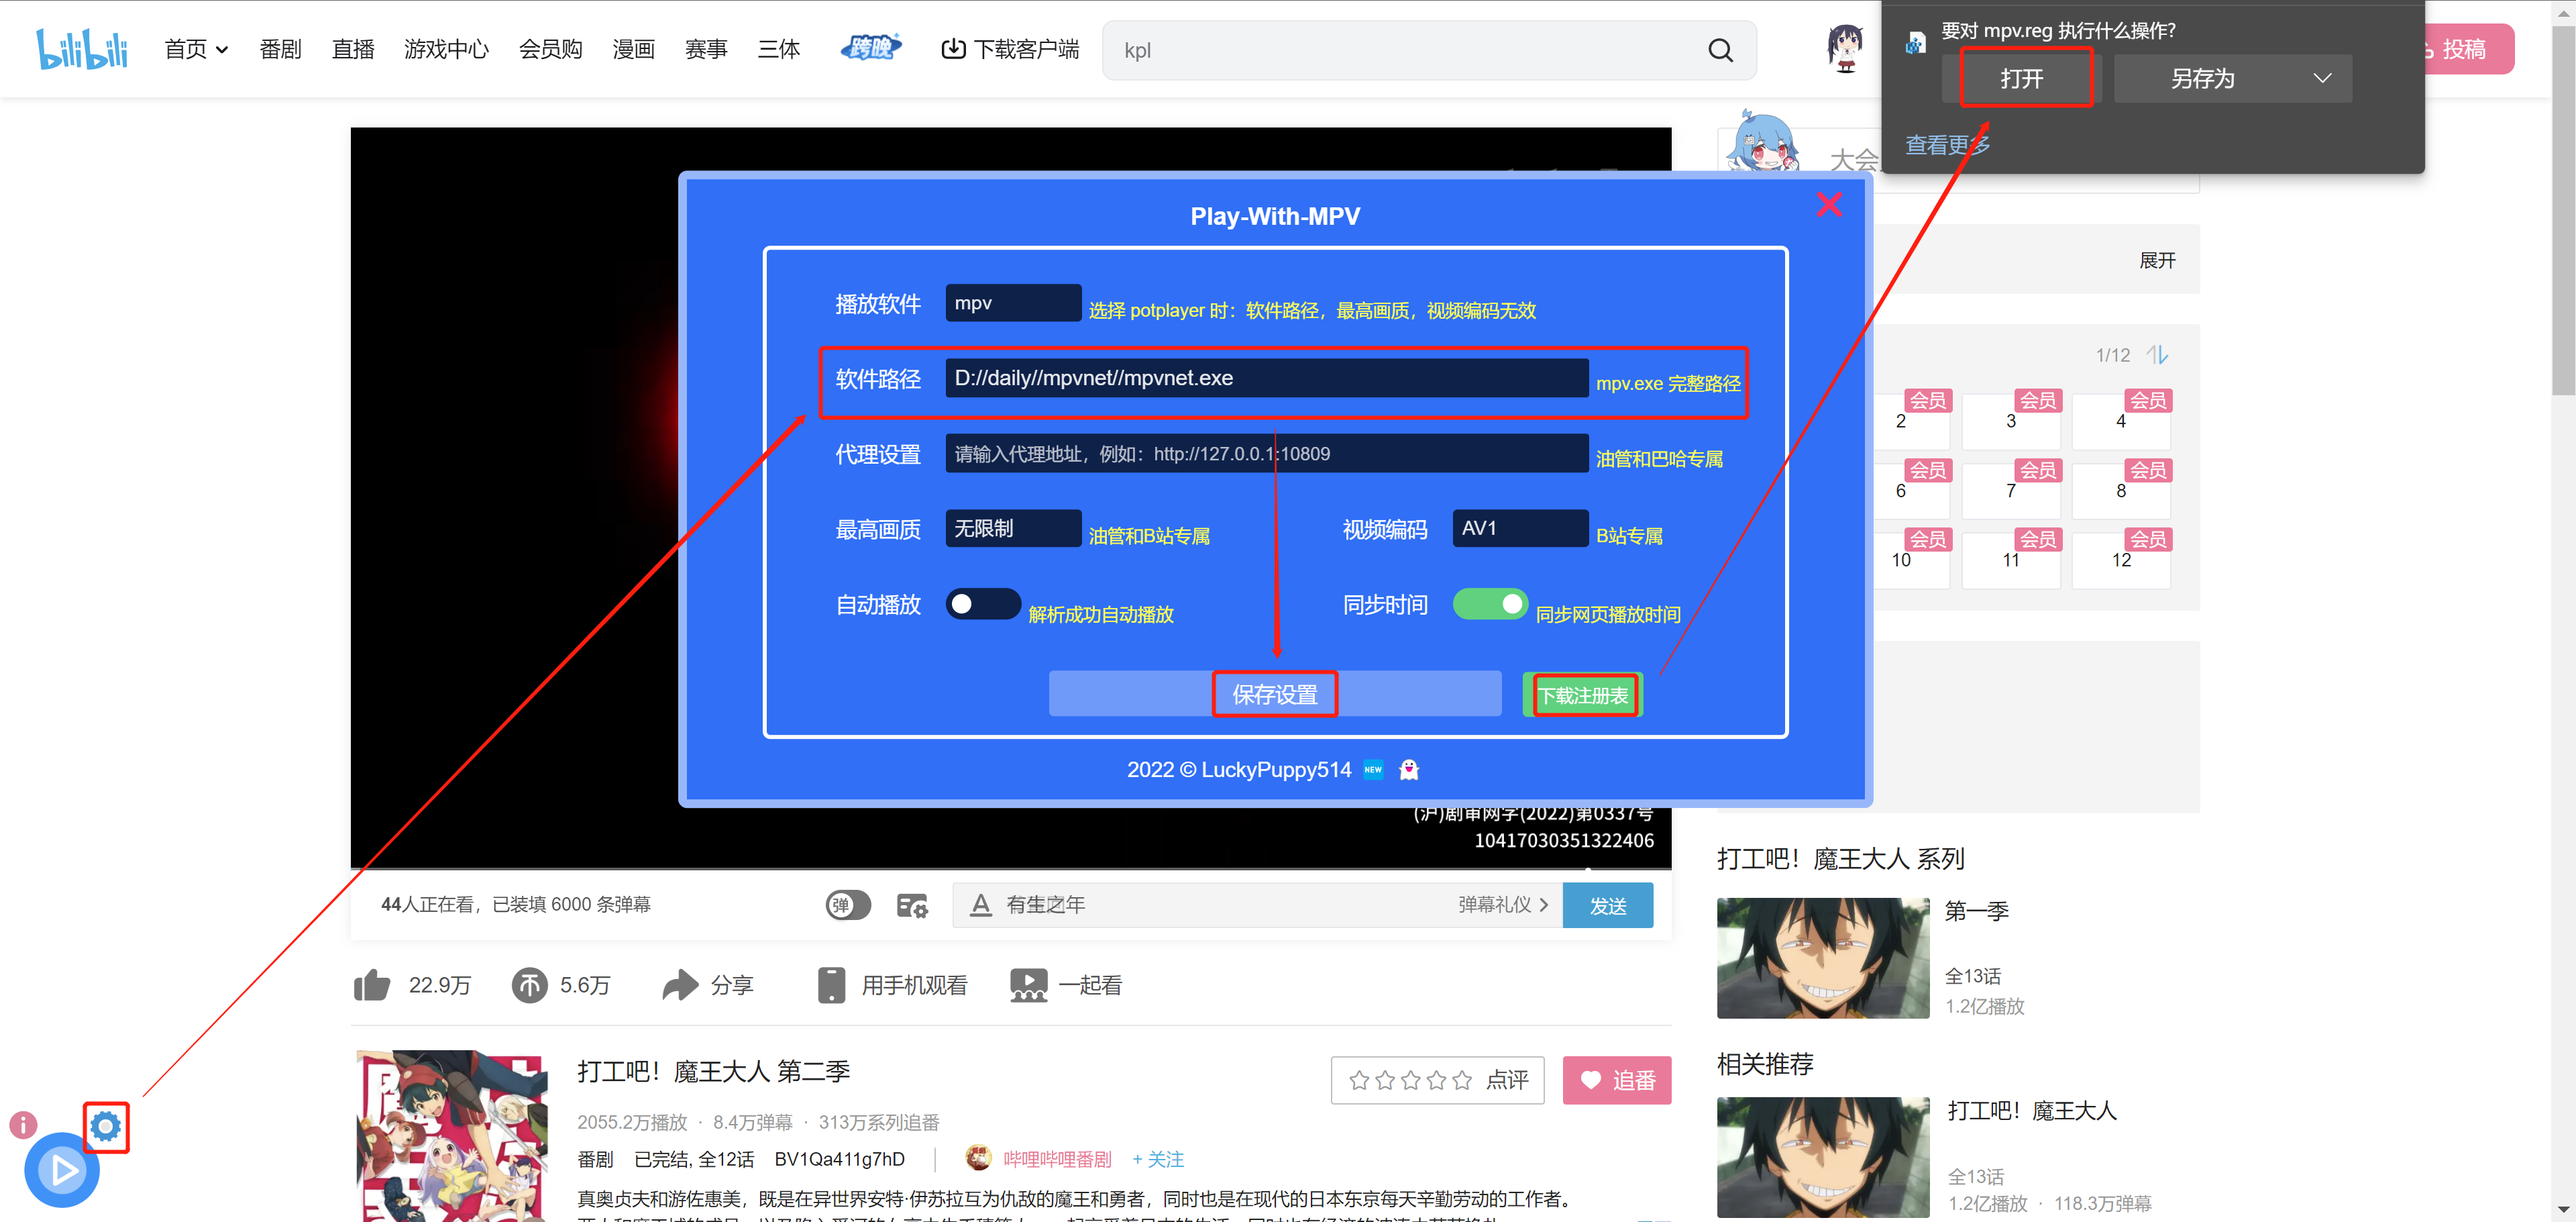 bilibili
首页
番剧
直播
游戏中心
会员购
漫画
赛事
三体
跨晚
下载客户端
kpl
投稿
要对 mpv.reg 执行什么操作?
打开
另存为
查看更多
大会
Play-With-MPV
播放软件
mpv
选择 potplayer 时：软件路径，最高画质，视频编码无效
软件路径
D://daily//mpvnet//mpvnet.exe
mpv.exe 完整路径
代理设置
请输入代理地址，例如：http://127.0.0.1:10809
油管和巴哈专属
最高画质
无限制
油管和B站专属
视频编码
AV1
B站专属
自动播放
解析成功自动播放
同步时间
同步网页播放时间
保存设置
下载注册表
2022 © LuckyPuppy514
NEW
展开
1/12
会员
2
会员
3
会员
4
会员
6
会员
7
会员
8
会员
10
会员
11
会员
12
(沪)剧审网字(2022)第0337号
10417030351322406
44人正在看，已装填 6000 条弹幕
弹
弹幕礼仪
发送
22.9万
5.6万
分享
用手机观看
一起看
打工吧！魔王大人 第二季
点评
追番
2055.2万播放 · 8.4万弹幕 · 313万系列追番
番剧 已完结, 全12话 BV1Qa411g7hD
哔哩哔哩番剧
+ 关注
真奥贞夫和游佐惠美，既是在异世界安特·伊苏拉互为仇敌的魔王和勇者，同时也是在现代的日本东京每天辛勤劳动的工作者。
打工吧！魔王大人 系列
第一季
全13话
1.2亿播放
相关推荐
打工吧！魔王大人
全13话
1.2亿播放 · 118.3万弹幕